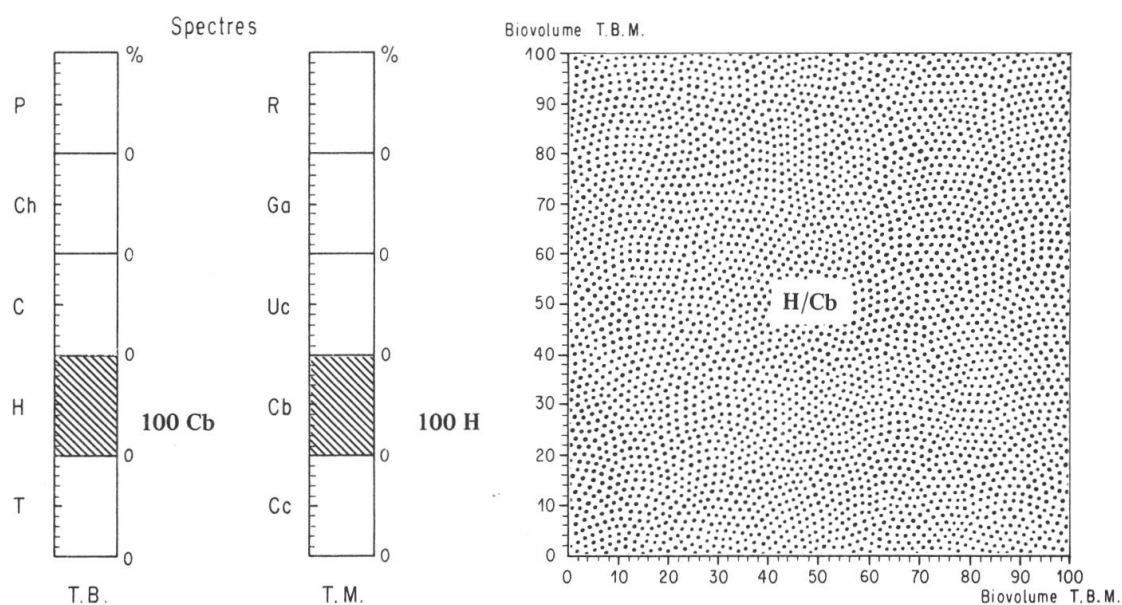 Spectres
%
P
0
Ch
0
C
0
H
100 Cb
0
T
0
T.B.
%
R
0
Ga
0
Uc
0
Cb
100 H
0
Cc
0
T.M.
Biovolume T.B.M.
100
90
80
70
60
50
40
30
20
10
0
H/Cb
0 10 20 30 40 50 60 70 80 90 100
Biovolume T.B.M.